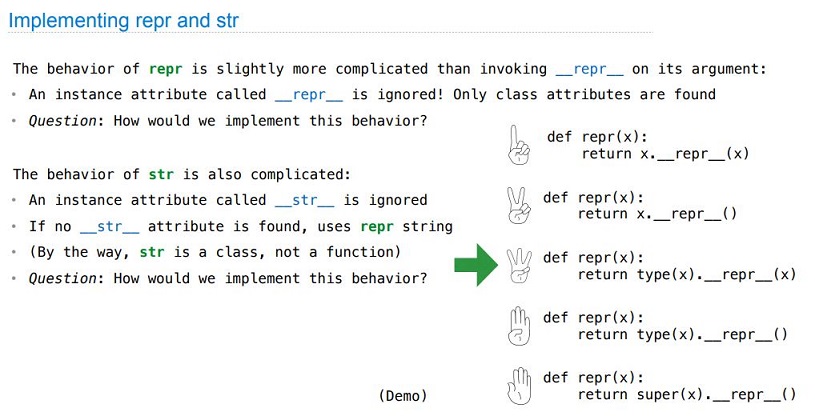 Implementing repr and str
The behavior of repr is slightly more complicated than invoking __repr__ on its argument:
• An instance attribute called __repr__ is ignored! Only class attributes are found
• Question: How would we implement this behavior?
The behavior of str is also complicated:
• An instance attribute called __str__ is ignored
• If no __str__ attribute is found, uses repr string
• (By the way, str is a class, not a function)
• Question: How would we implement this behavior?
def repr(x):
return x.__repr__(x)
def repr(x):
return x.__repr__()
def repr(x):
return type(x).__repr__(x)
def repr(x):
return type(x).__repr__()
def repr(x):
return super(x).__repr__()
(Demo)